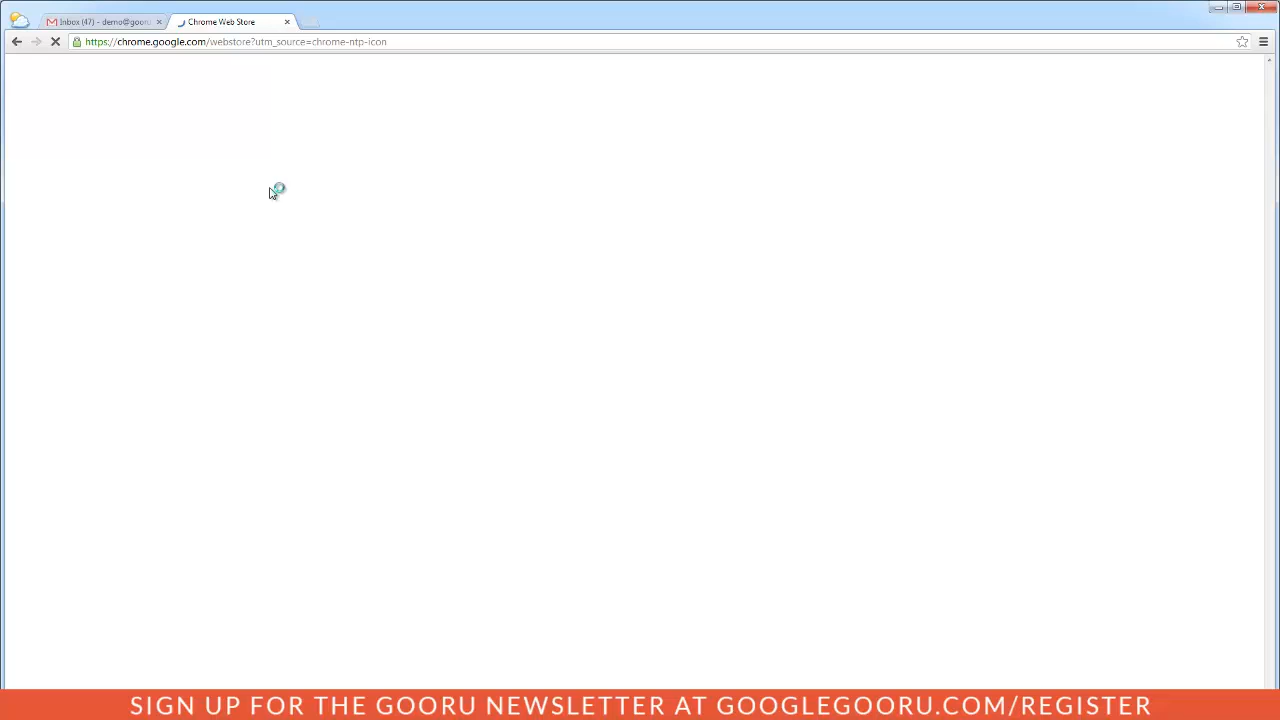 Inbox (47) - demo@gooru
Chrome Web Store
https://chrome.google.com/webstore?utm_source=chrome-ntp-icon
SIGN UP FOR THE GOORU NEWSLETTER AT GOOGLEGOORU.COM/REGISTER